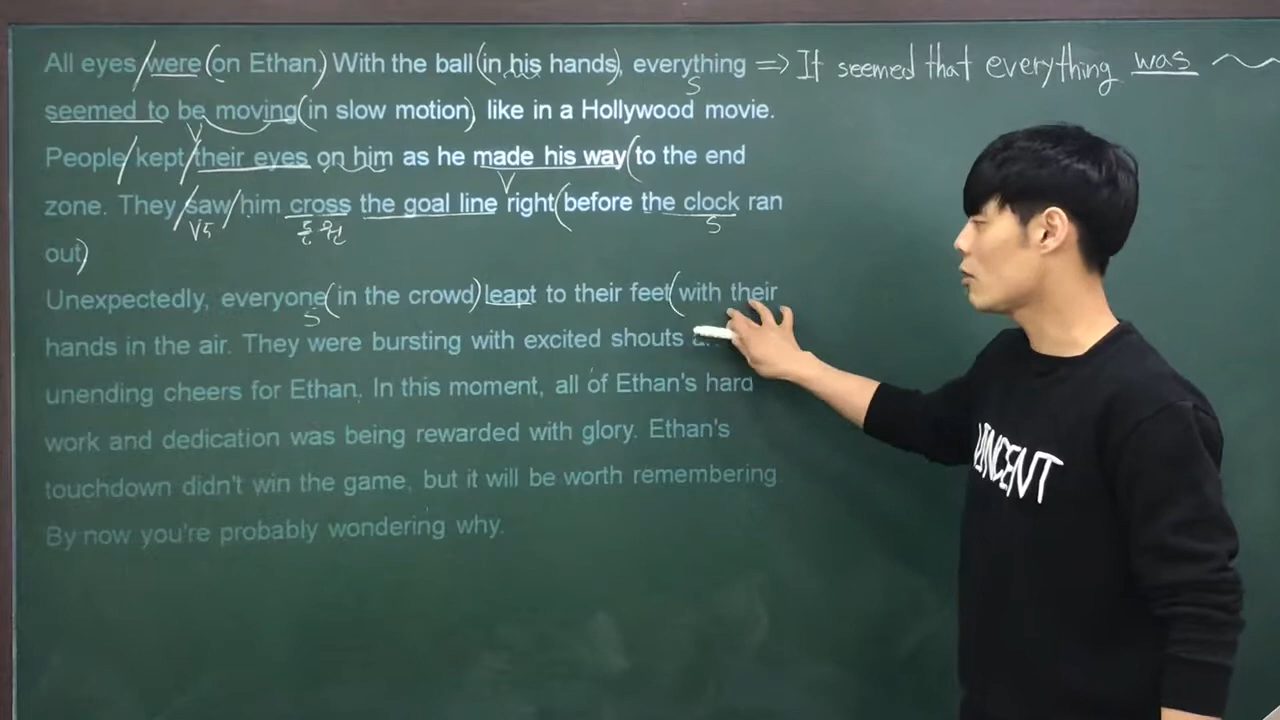 All eyes were (on Ethan.) With the ball (in his hands), everything => It seemed that everything was
S
seemed to be moving (in slow motion) like in a Hollywood movie.
V
People / kept / their eyes on him as he made his way (to the end
V
zone. They / saw / him cross the goal line right (before the clock ran
V5 동원 S
out)
Unexpectedly, everyone (in the crowd) leapt to their feet (with their
S
hands in the air. They were bursting with excited shouts
unending cheers for Ethan. In this moment, all of Ethan's hard
work and dedication was being rewarded with glory. Ethan's
touchdown didn't win the game, but it will be worth remembering.
By now you're probably wondering why.
VINCENT